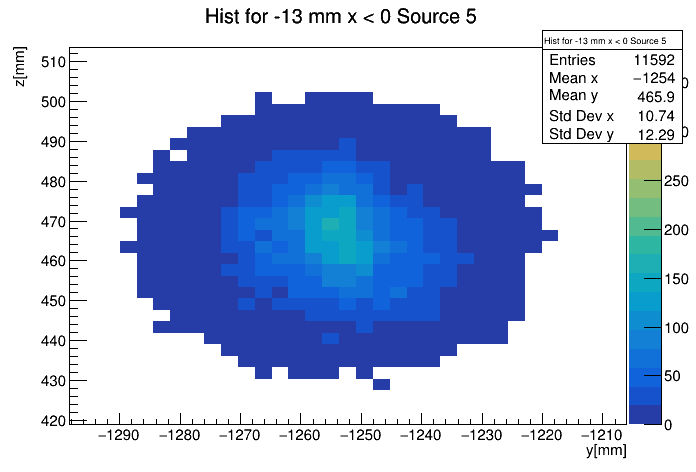 Hist for -13 mm x < 0 Source 5
z[mm]
Hist for -13 mm x < 0 Source 5
Entries 11592
Mean x −1254
Mean y 465.9
Std Dev x 10.74
Std Dev y 12.29
510
500
490
480
470
460
450
440
430
420
250
200
150
100
50
0
−1290 −1280 −1270 −1260 −1250 −1240 −1230 −1220 −1210
y[mm]